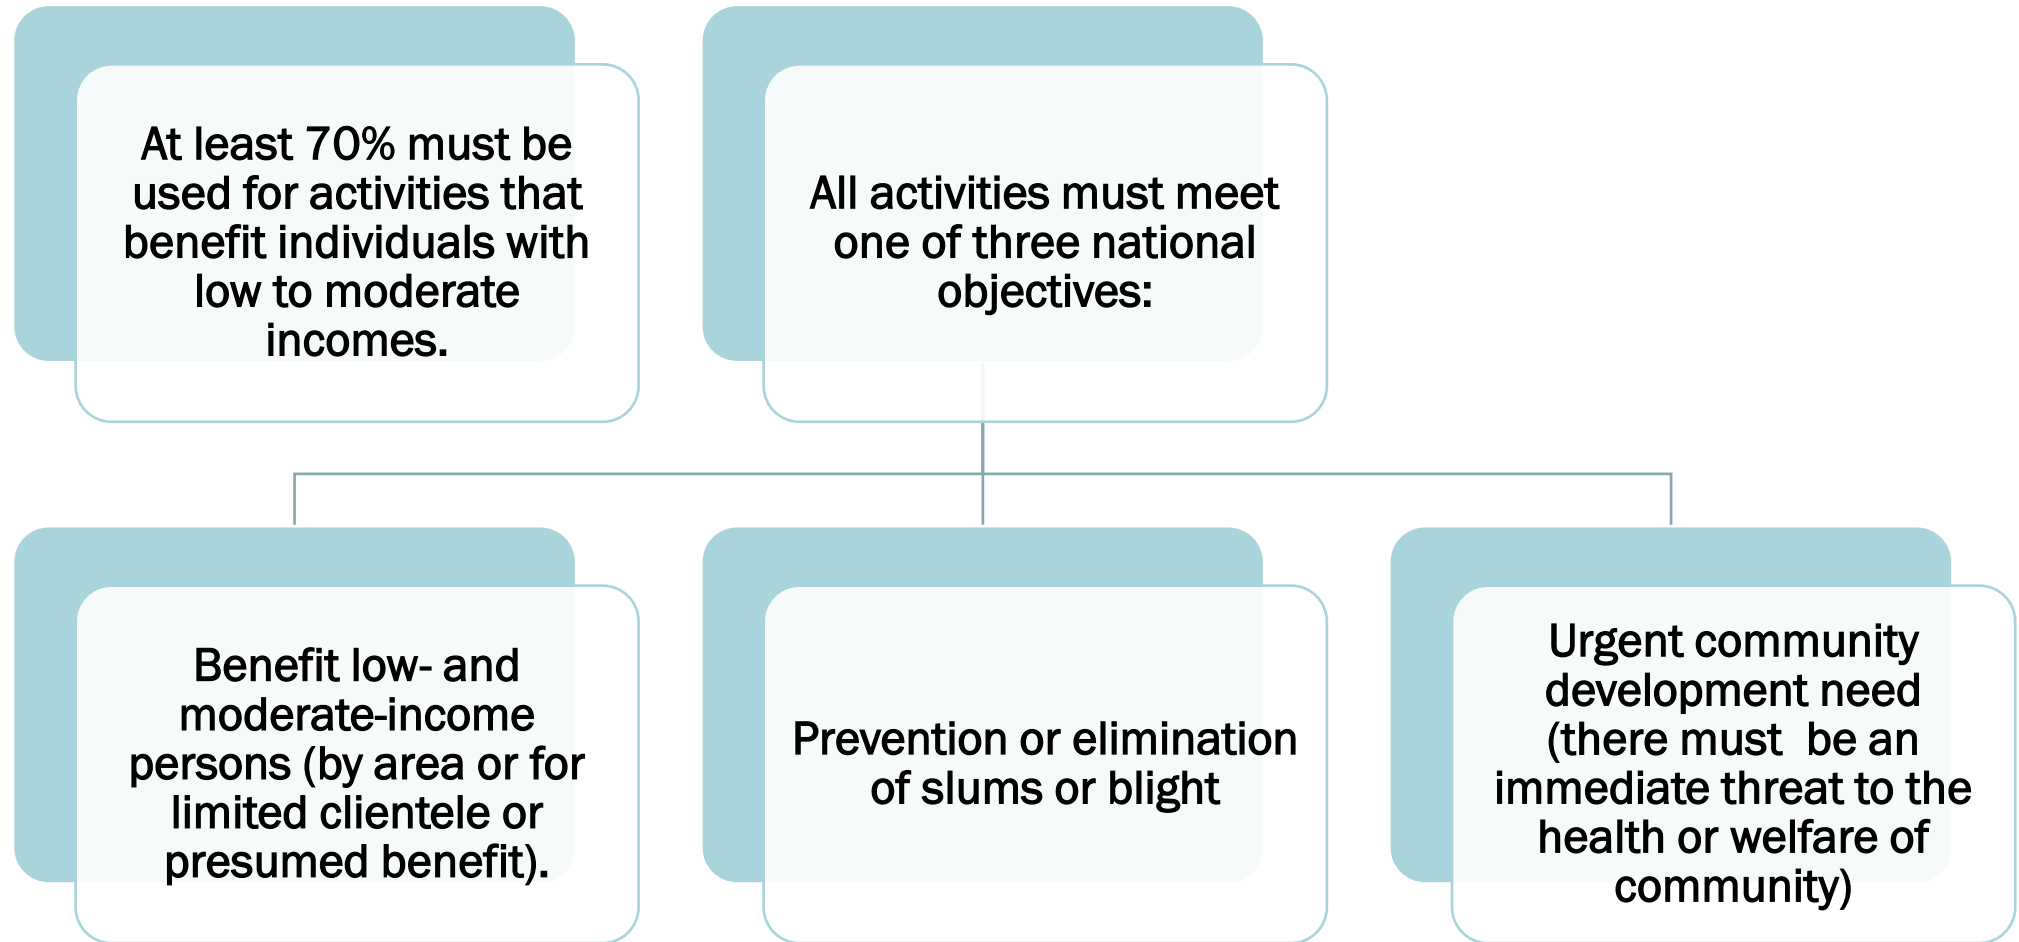 At least 70% must be
used for activities that
benefit individuals with
low to moderate
incomes.
All activities must meet
one of three national
objectives:
Benefit low- and
moderate-income
persons (by area or for
limited clientele or
presumed benefit).
Prevention or elimination
of slums or blight
Urgent community
development need
(there must  be an
immediate threat to the
health or welfare of
community)